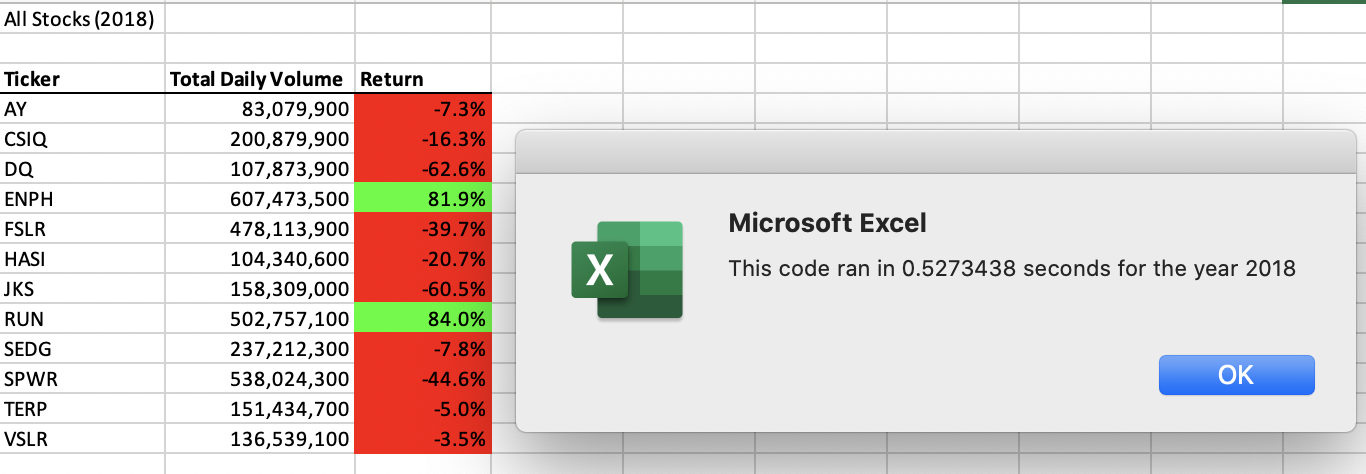 All Stocks (2018)
Ticker Total Daily Volume Return
AY 83,079,900 -7.3%
CSIQ 200,879,900 -16.3%
DQ 107,873,900 -62.6%
ENPH 607,473,500 81.9%
FSLR 478,113,900 -39.7%
HASI 104,340,600 -20.7%
JKS 158,309,000 -60.5%
RUN 502,757,100 84.0%
SEDG 237,212,300 -7.8%
SPWR 538,024,300 -44.6%
TERP 151,434,700 -5.0%
VSLR 136,539,100 -3.5%
X
Microsoft Excel
This code ran in 0.5273438 seconds for the year 2018
OK